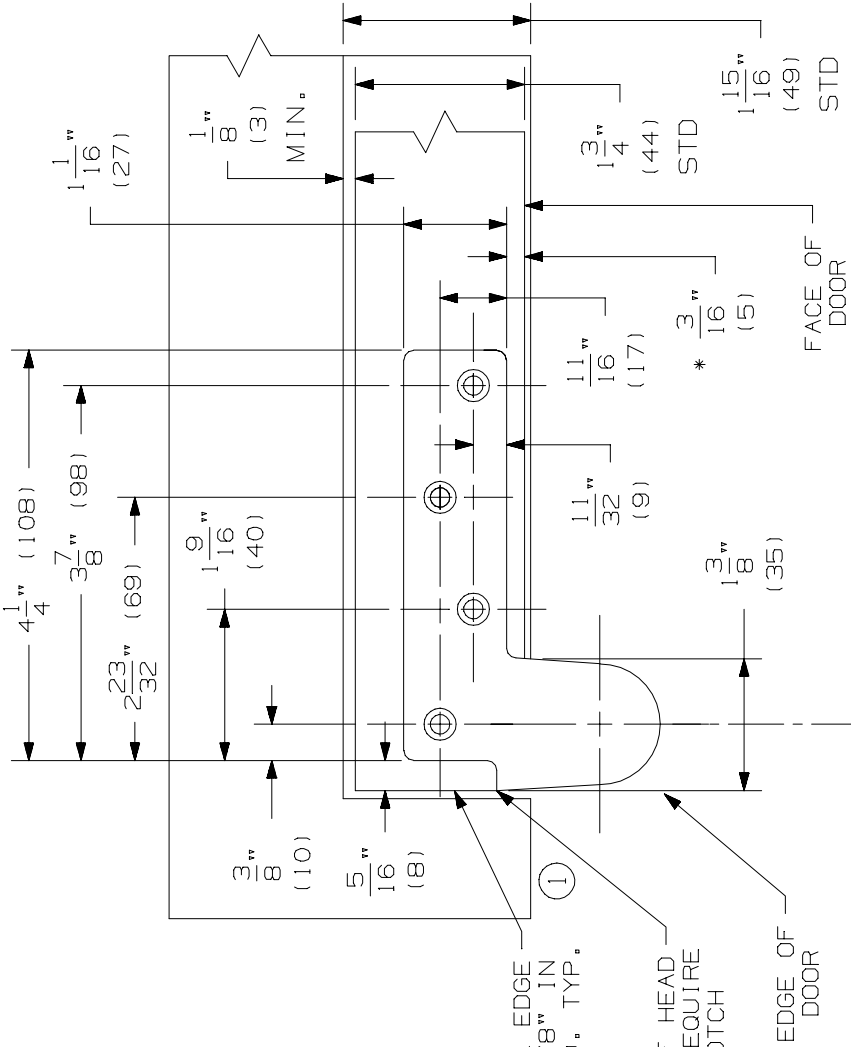 4 1/4" (108)
3 7/8" (98)
2 23/32" (69)
1 9/16" (40)
3/8" (10)
5/16" (8)
1 1/16" (27)
1/8" (3) MIN.
1 15/16" (49) STD
1 3/4" (44) STD
11/16" (17)
* 3/16" (5)
FACE OF
DOOR
11/32" (9)
1 3/8" (35)
1
EDGE
8" IN
. TYP.
HEAD
EQUIRE
OTCH
EDGE OF
DOOR